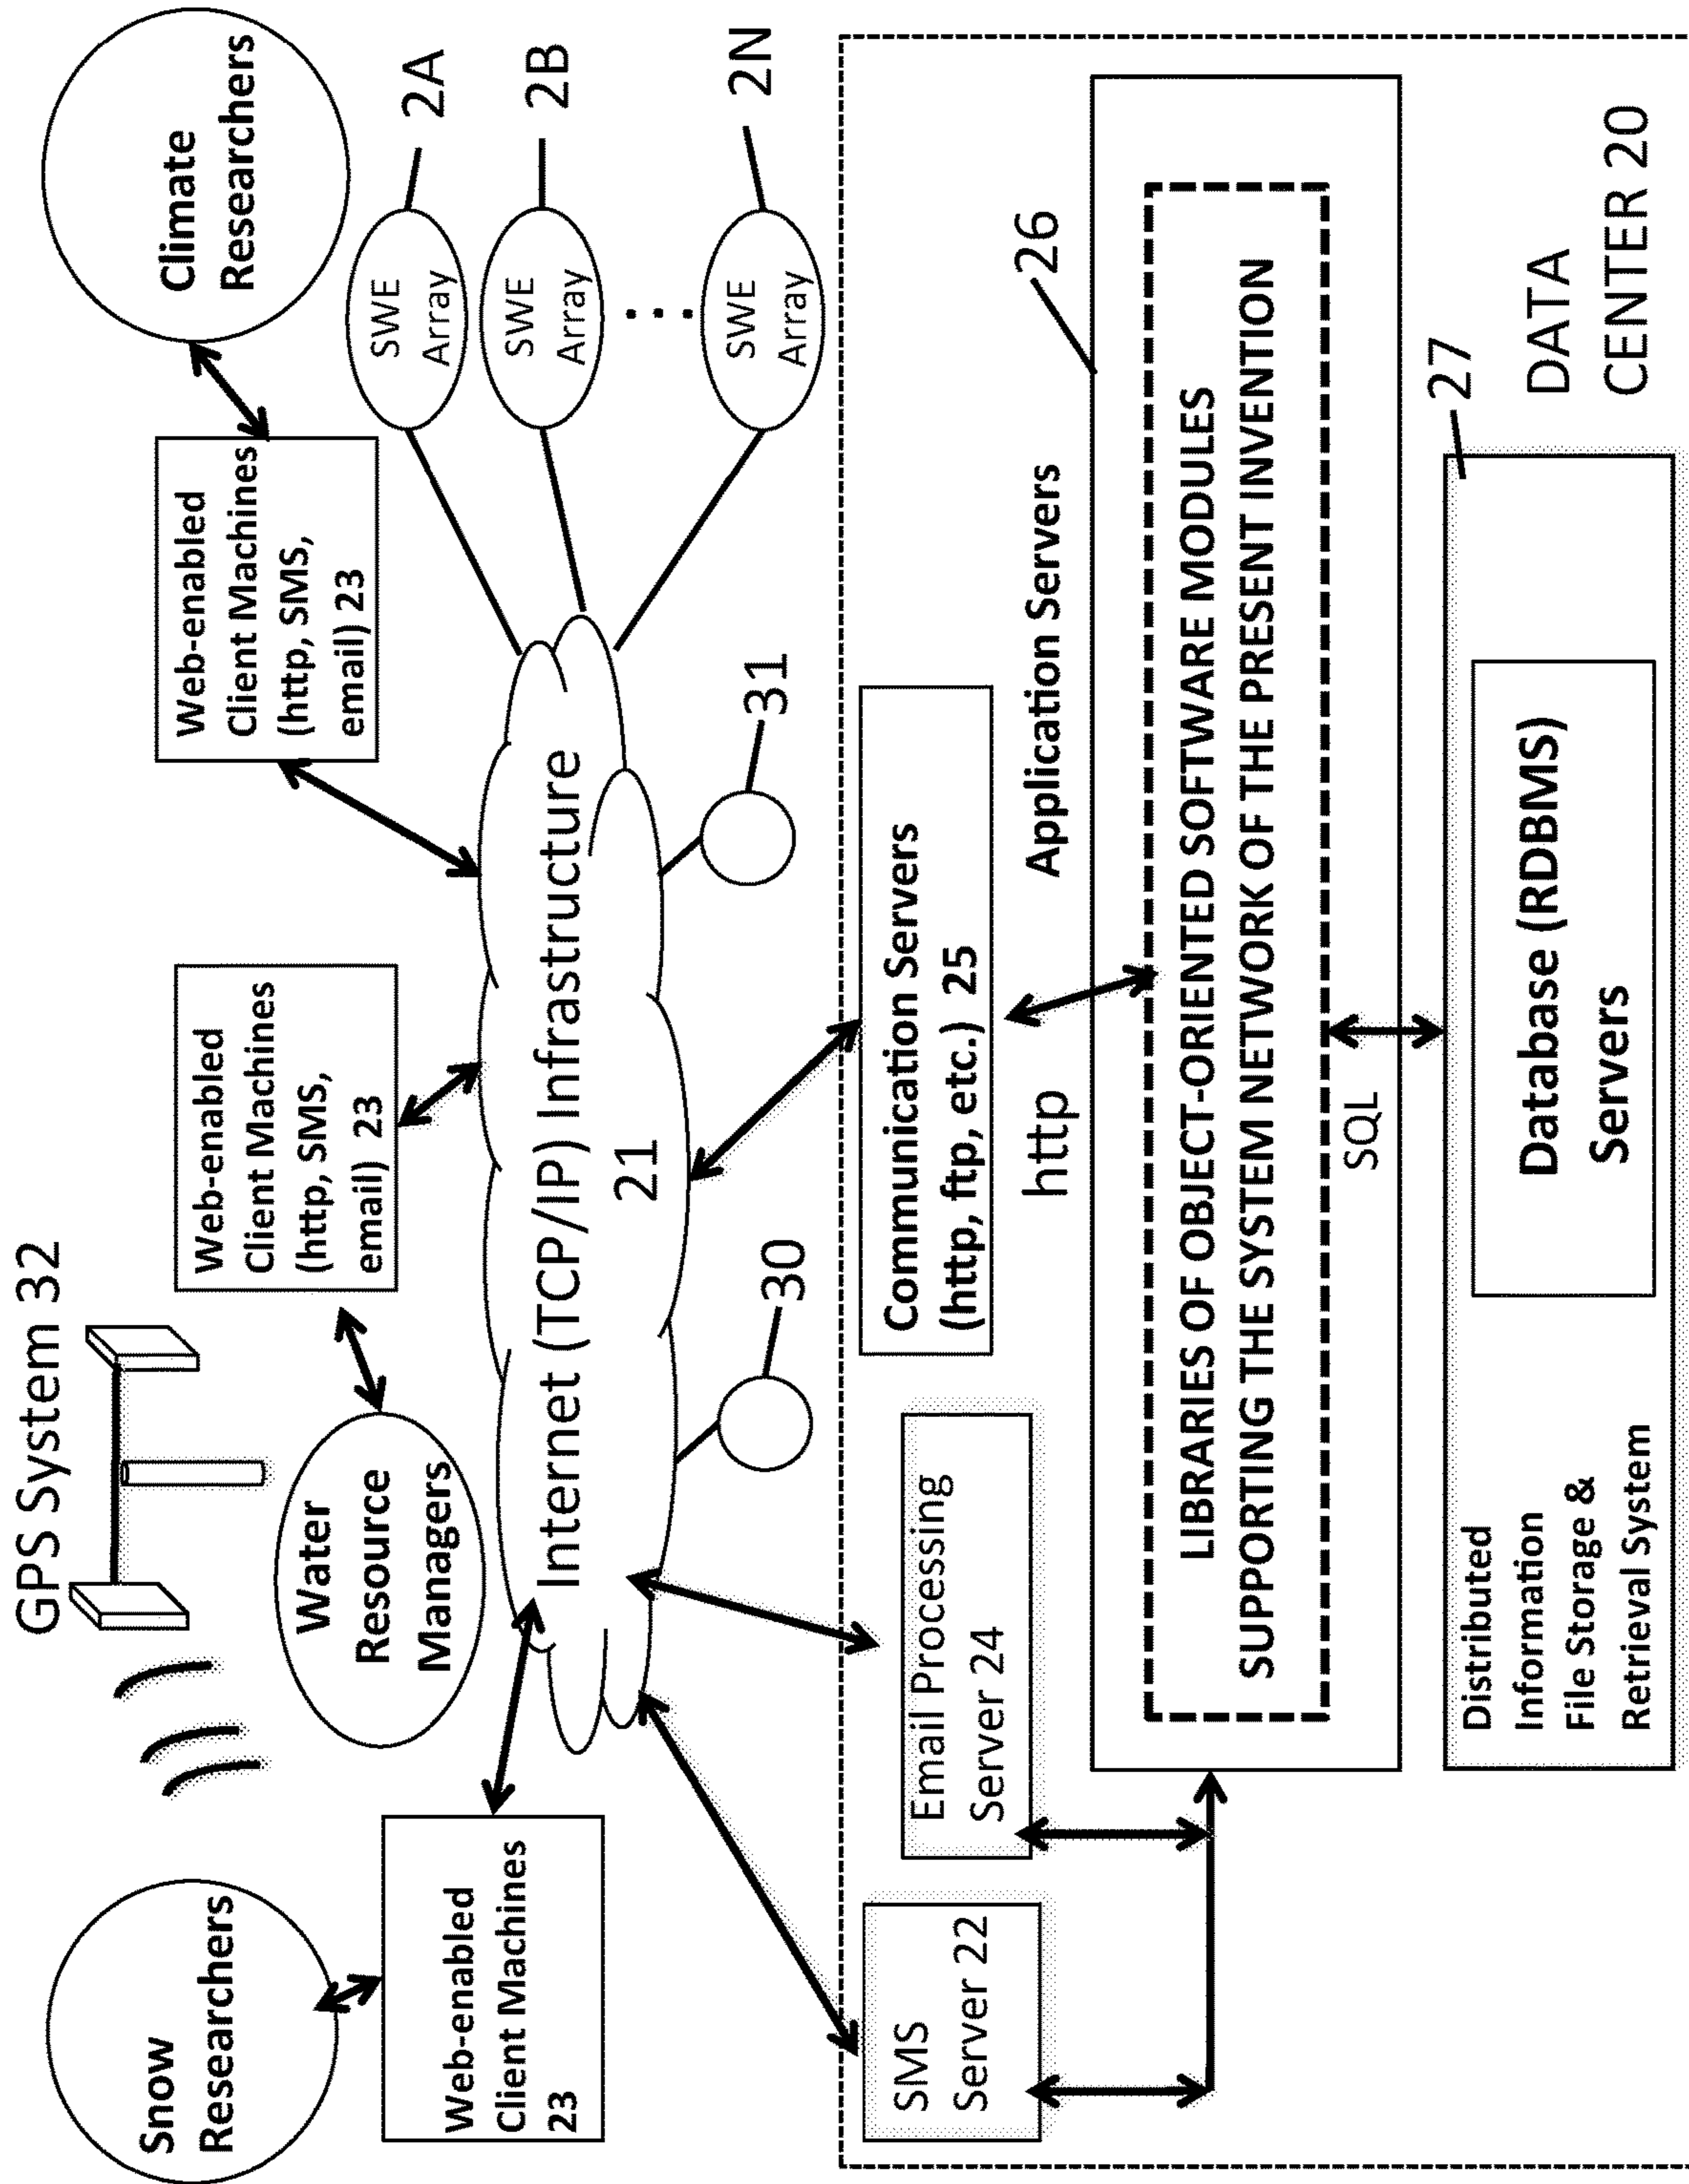 GPS System 32
Snow
Researchers
Web-enabled
Client Machines
23
Water
Resource
Managers
Web-enabled
Client Machines
(http, SMS,
email) 23
Web-enabled
Client Machines
(http, SMS,
email) 23
Climate
Researchers
Internet (TCP/IP) Infrastructure
21
SWE
Array
2A
SWE
Array
2B
SWE
Array
2N
30
31
SMS
Server 22
Email Processing
Server 24
Communication Servers
(http, ftp, etc.) 25
http
Application Servers
26
LIBRARIES OF OBJECT-ORIENTED SOFTWARE MODULES
SUPPORTING THE SYSTEM NETWORK OF THE PRESENT INVENTION
SQL
27
Distributed
Information
File Storage &
Retrieval System
Database (RDBMS)
Servers
DATA
CENTER 20